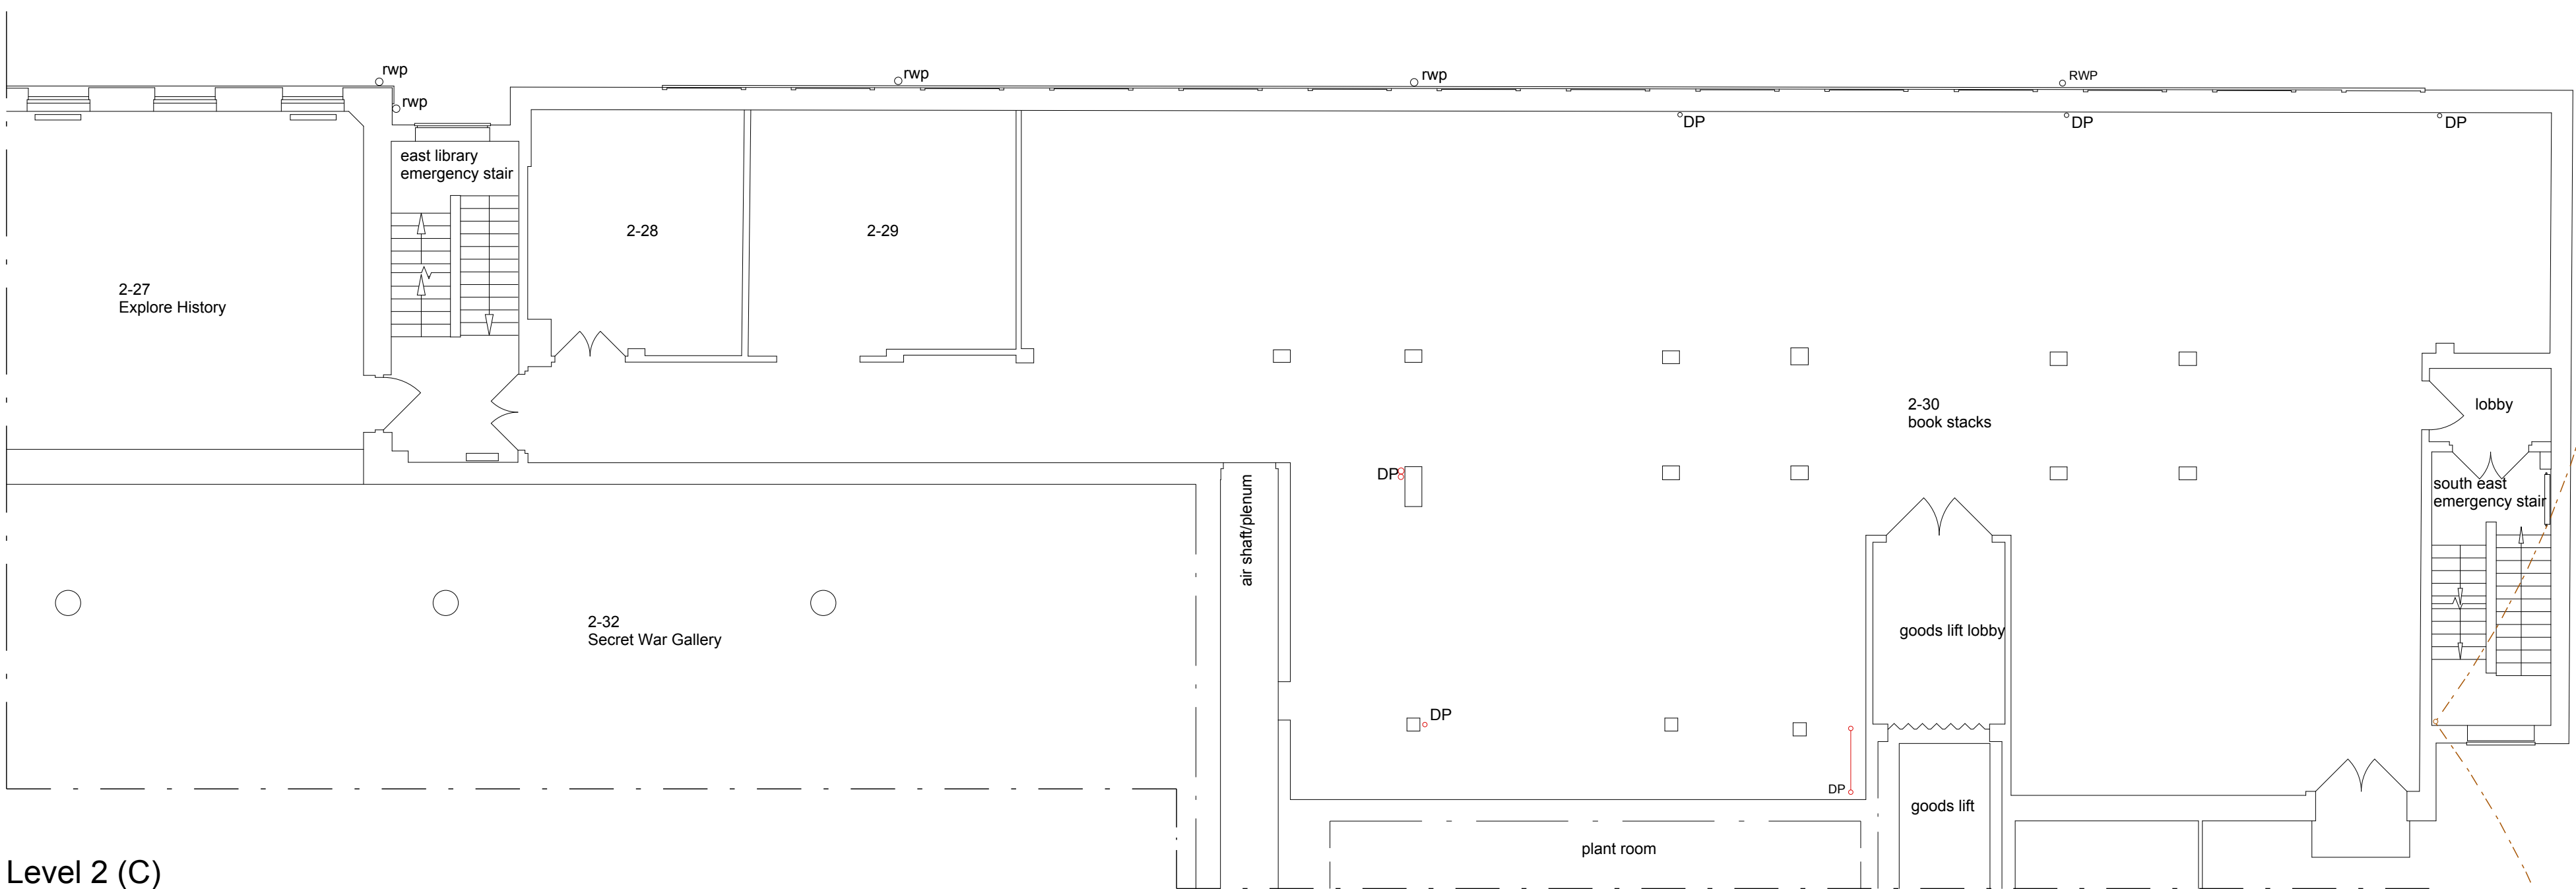 rwp
rwp
rwp
rwp
RWP
DP
DP
DP
east library
emergency stair
2-28
2-29
2-27
Explore History
2-30
book stacks
lobby
DP
air shaft/plenum
south east
emergency stair
2-32
Secret War Gallery
goods lift lobby
DP
DP
goods lift
plant room
Level 2 (C)